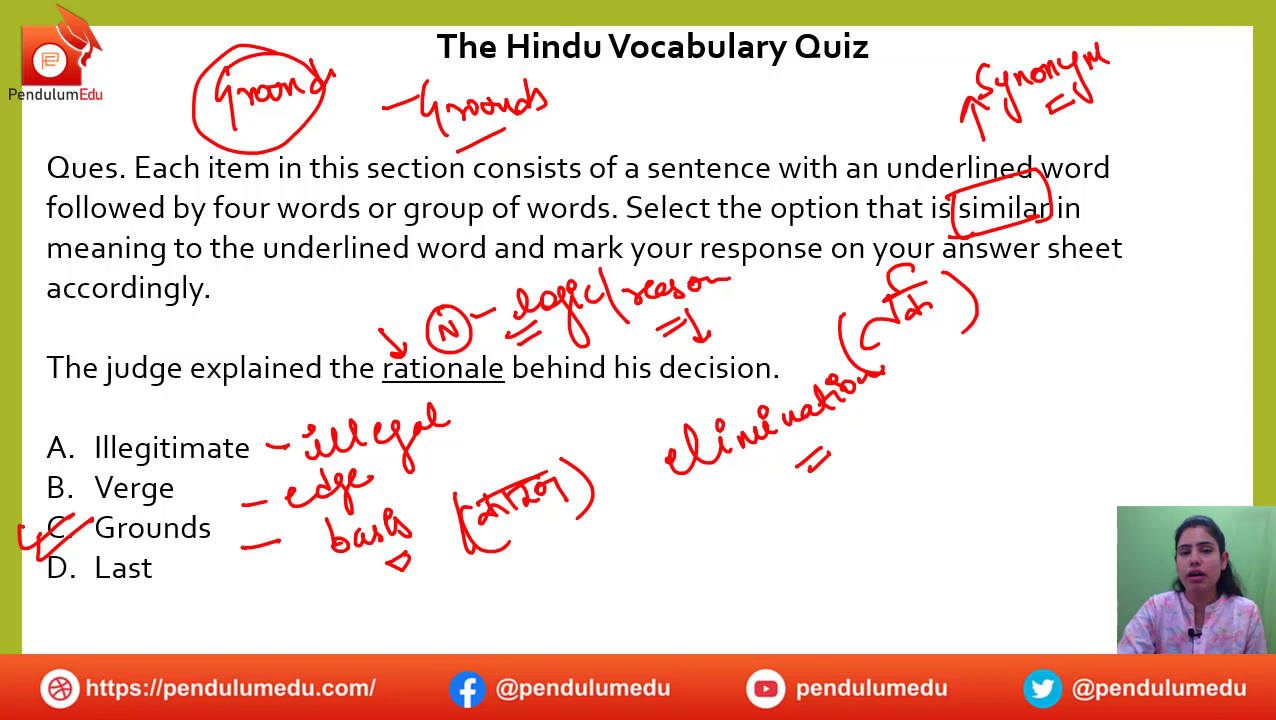 The Hindu Vocabulary Quiz
PendulumEdu
Ground
Grounds
Synonym
Ques. Each item in this section consists of a sentence with an underlined word
followed by four words or group of words. Select the option that is similar in
meaning to the underlined word and mark your response on your answer sheet
accordingly.
N - logic/reason
The judge explained the rationale behind his decision.
elimination
A. Illegitimate - illegal
B. Verge - edge
C. Grounds - basis (कारण)
D. Last
https://pendulumedu.com/
@pendulumedu
pendulumedu
@pendulumedu